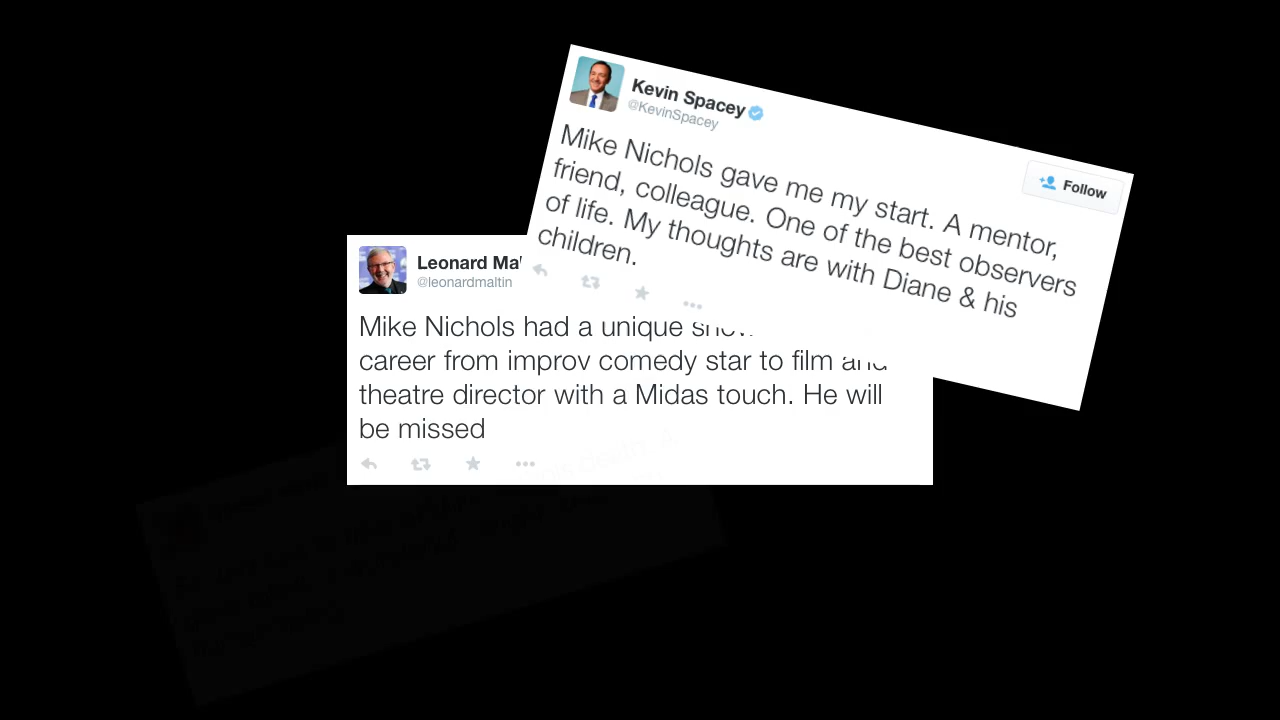 Kevin Spacey
@KevinSpacey
Follow
Mike Nichols gave me my start. A mentor,
friend, colleague. One of the best observers
of life. My thoughts are with Diane & his
children.
Leonard
@leonardmaltin
Mike Nichols had a unique
career from improv comedy star to film and
theatre director with a Midas touch. He will
be missed